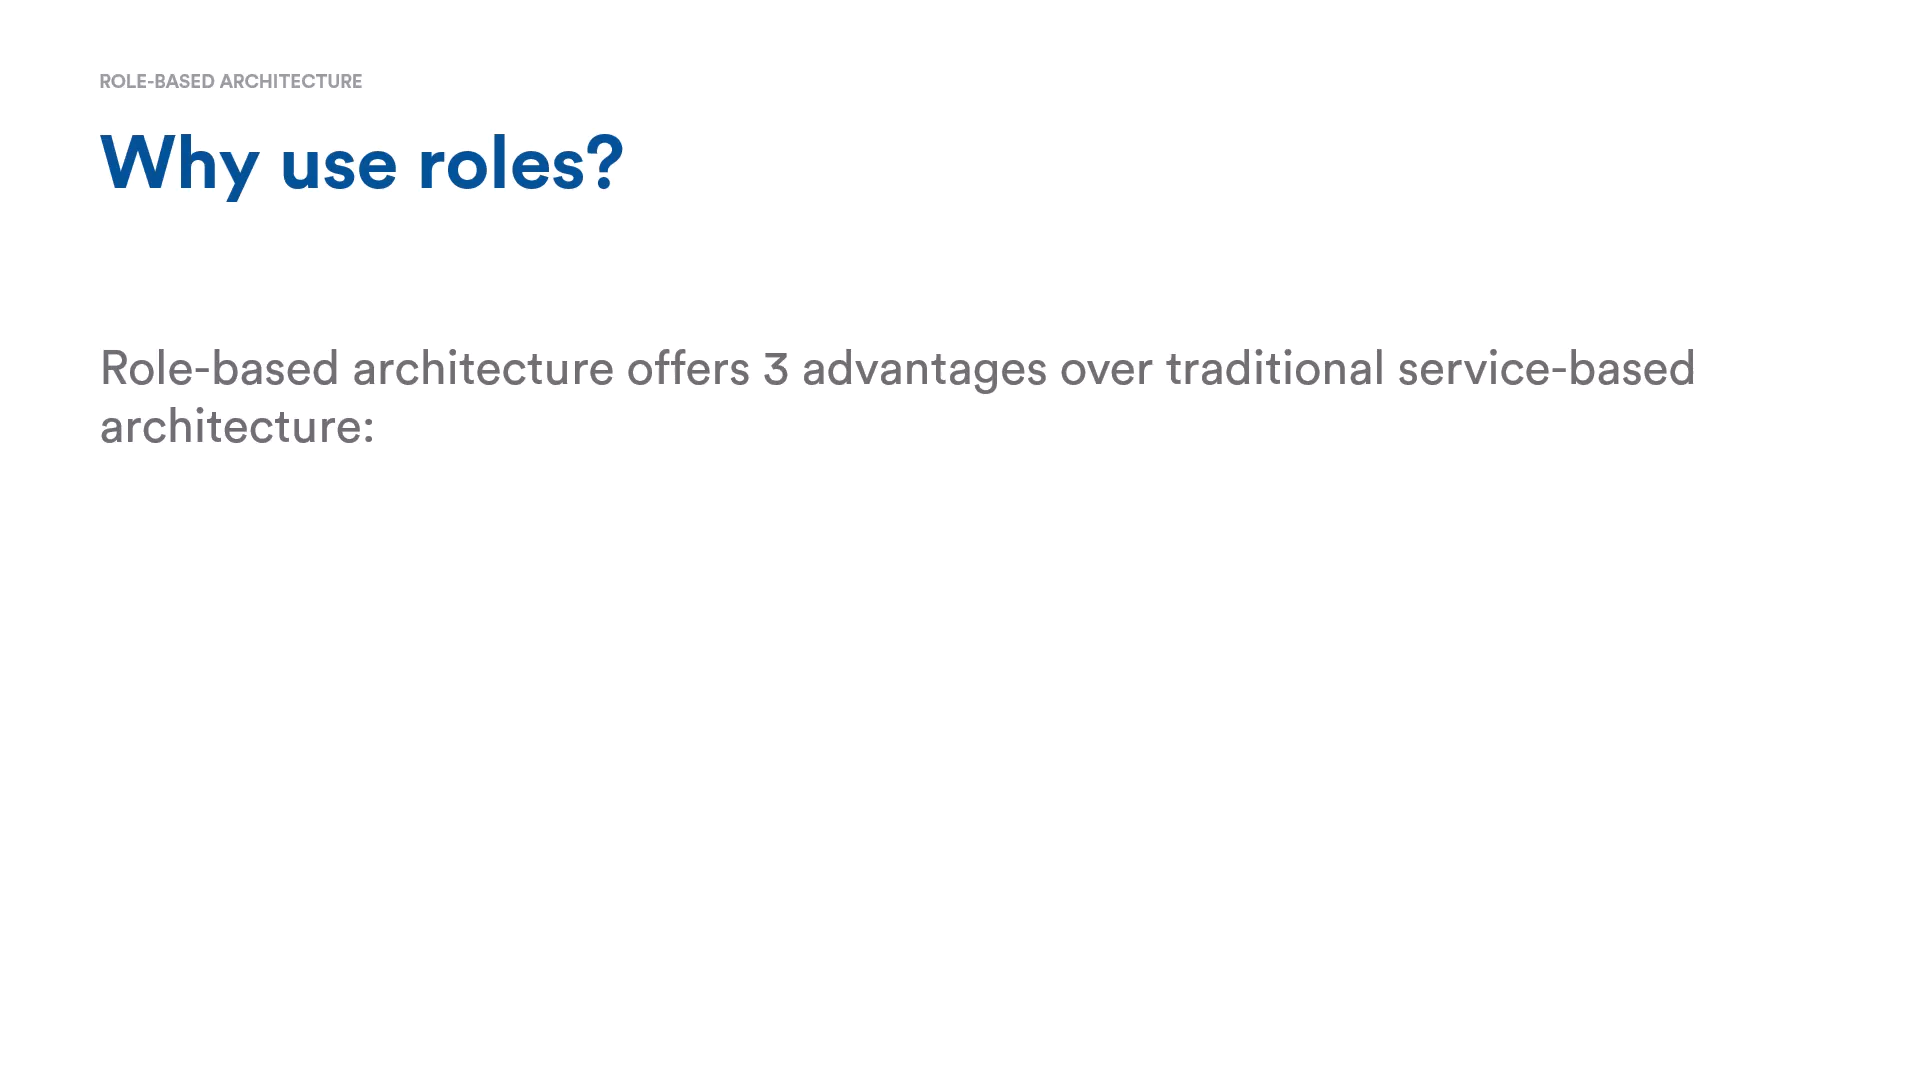 ROLE-BASED ARCHITECTURE
Why use roles?
Role-based architecture offers 3 advantages over traditional service-based
architecture: